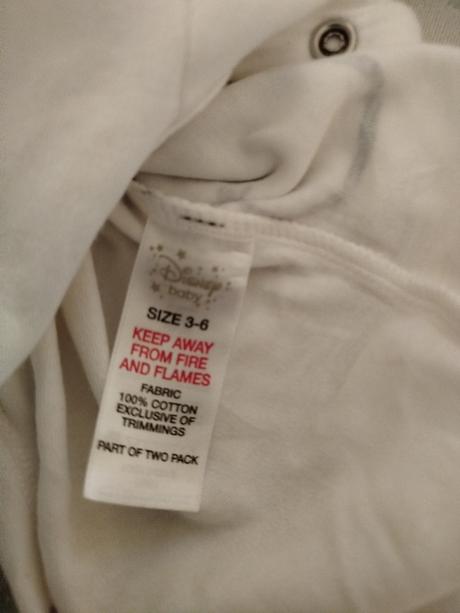 Disney
baby
SIZE 3-6
KEEP AWAY
FROM FIRE
AND FLAMES
FABRIC
100% COTTON
EXCLUSIVE OF
TRIMMINGS
PART OF TWO PACK